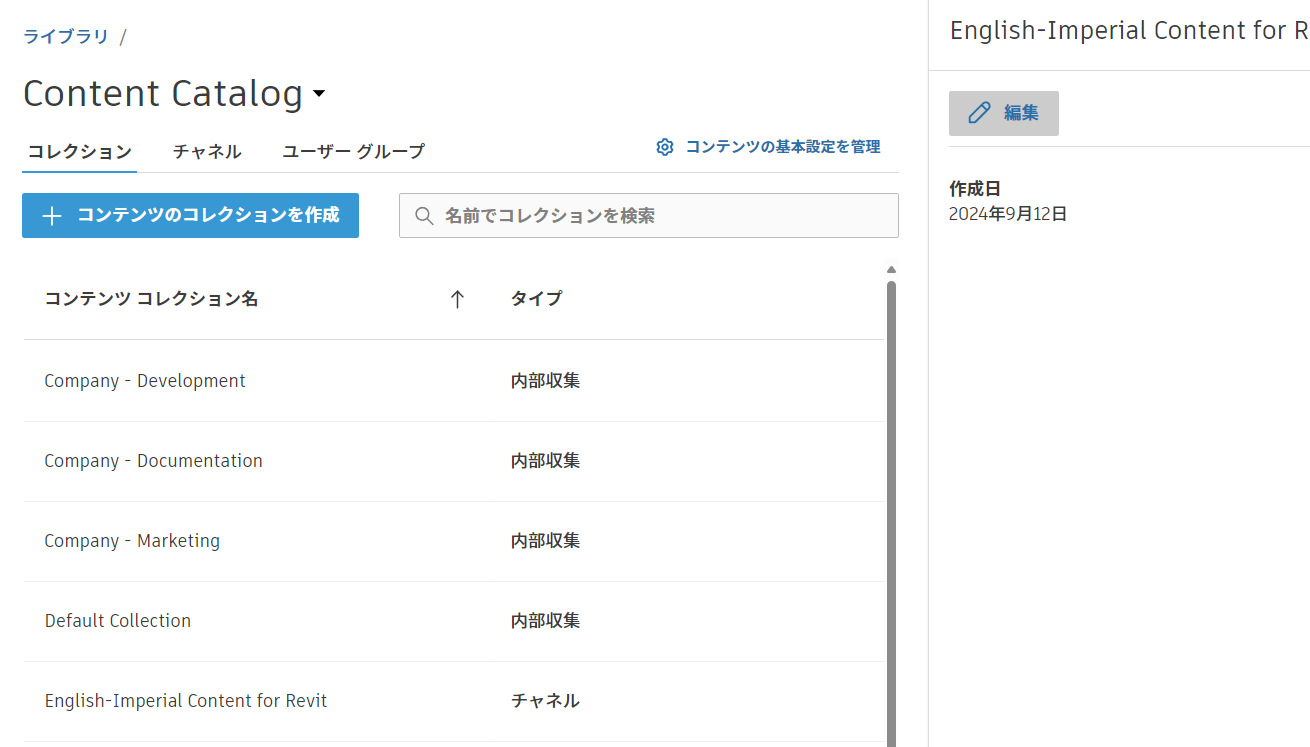 ライブラリ /
Content Catalog
コレクション チャネル ユーザー グループ コンテンツの基本設定を管理
コンテンツのコレクションを作成 名前でコレクションを検索
コンテンツ コレクション名 タイプ
Company - Development 内部収集
Company - Documentation 内部収集
Company - Marketing 内部収集
Default Collection 内部収集
English-Imperial Content for Revit チャネル
English-Imperial Content for R
編集
作成日
2024年9月12日